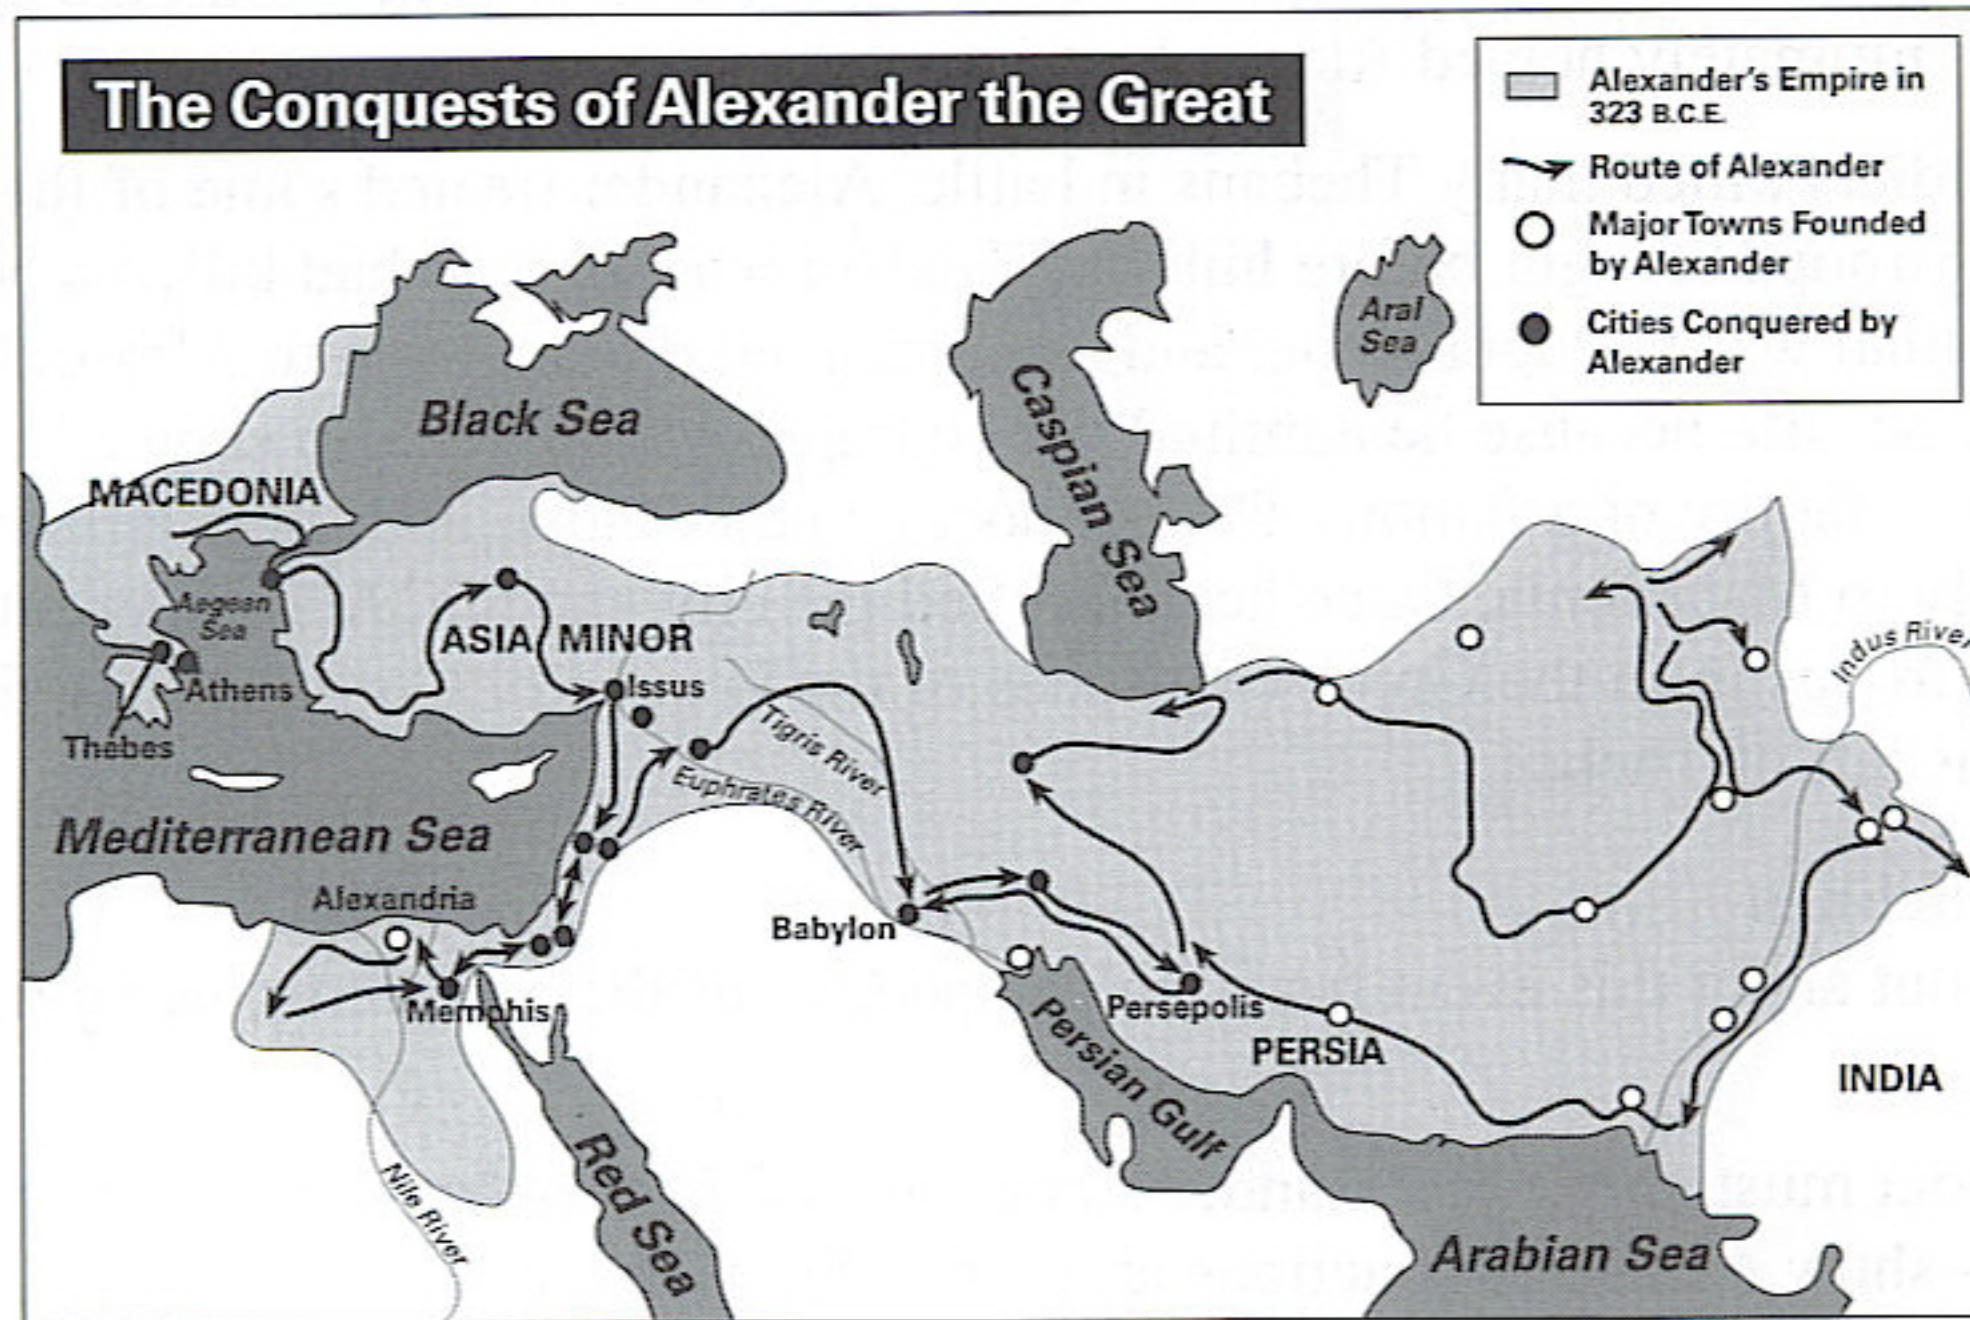 The Conquests of Alexander the Great
Alexander's Empire in
323 B.C.E.
Route of Alexander
Major Towns Founded
by Alexander
Cities Conquered by
Alexander
Aral
Sea
Black Sea
Caspian Sea
MACEDONIA
Aegean
Sea
ASIA MINOR
Indus River
Issus
Athens
Thebes
Tigris River
Euphrates River
Mediterranean Sea
Alexandria
Babylon
Memphis
Persepolis
PERSIA
Persian Gulf
INDIA
Nile River
Red Sea
Arabian Sea